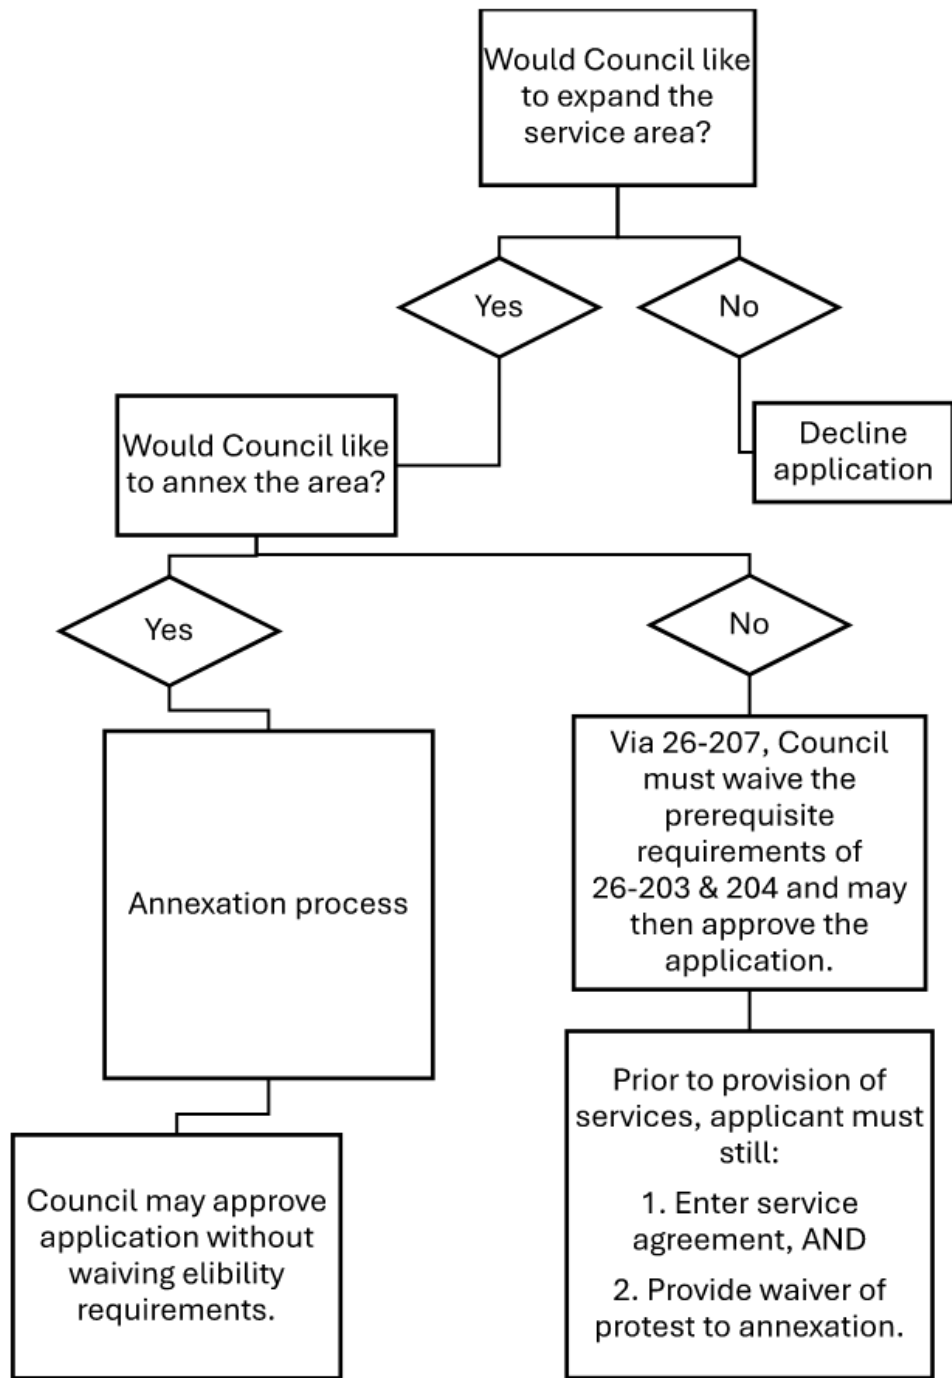 Would Council like
to expand the
service area?
Yes
No
Decline
application
Would Council like
to annex the area?
Yes
No
Via 26-207, Council
must waive the
prerequisite
requirements of
26-203 & 204 and may
then approve the
application.
Annexation process
Prior to provision of
services, applicant must
still:
1. Enter service
agreement, AND
2. Provide waiver of
protest to annexation.
Council may approve
application without
waiving elibility
requirements.